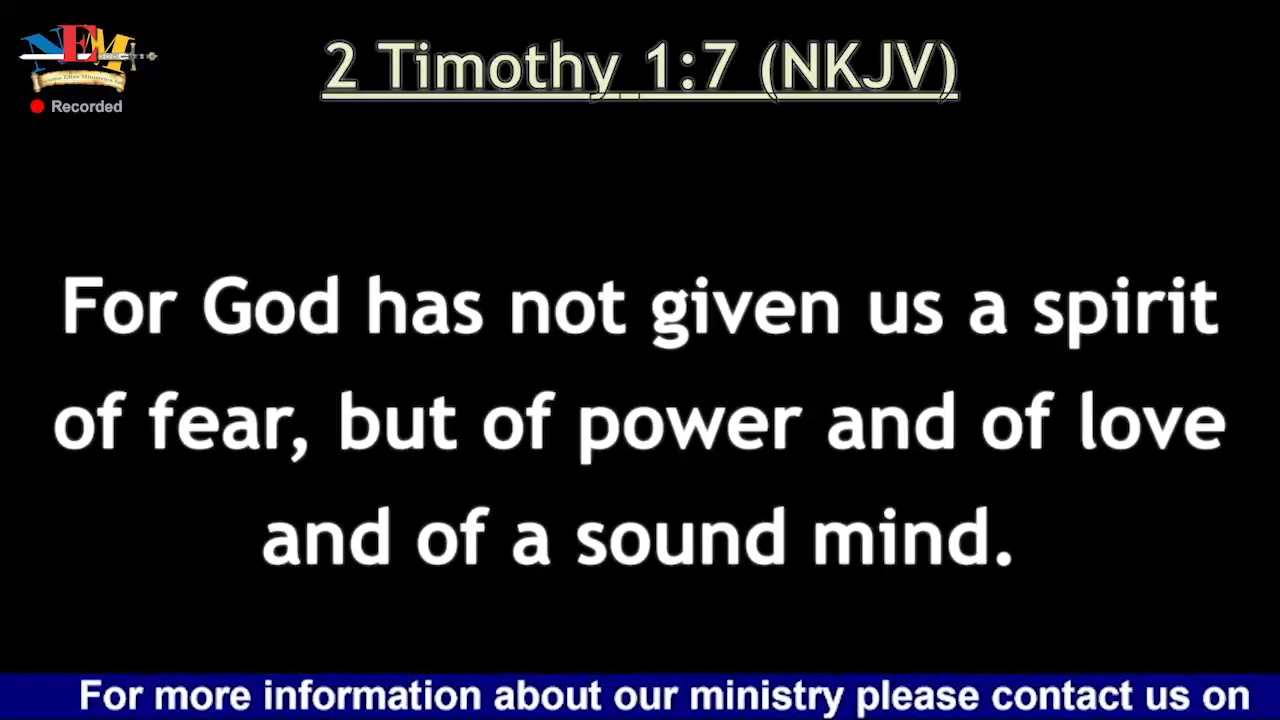 NEM
Recorded
2 Timothy 1:7 (NKJV)
For God has not given us a spirit
of fear, but of power and of love
and of a sound mind.
For more information about our ministry please contact us on